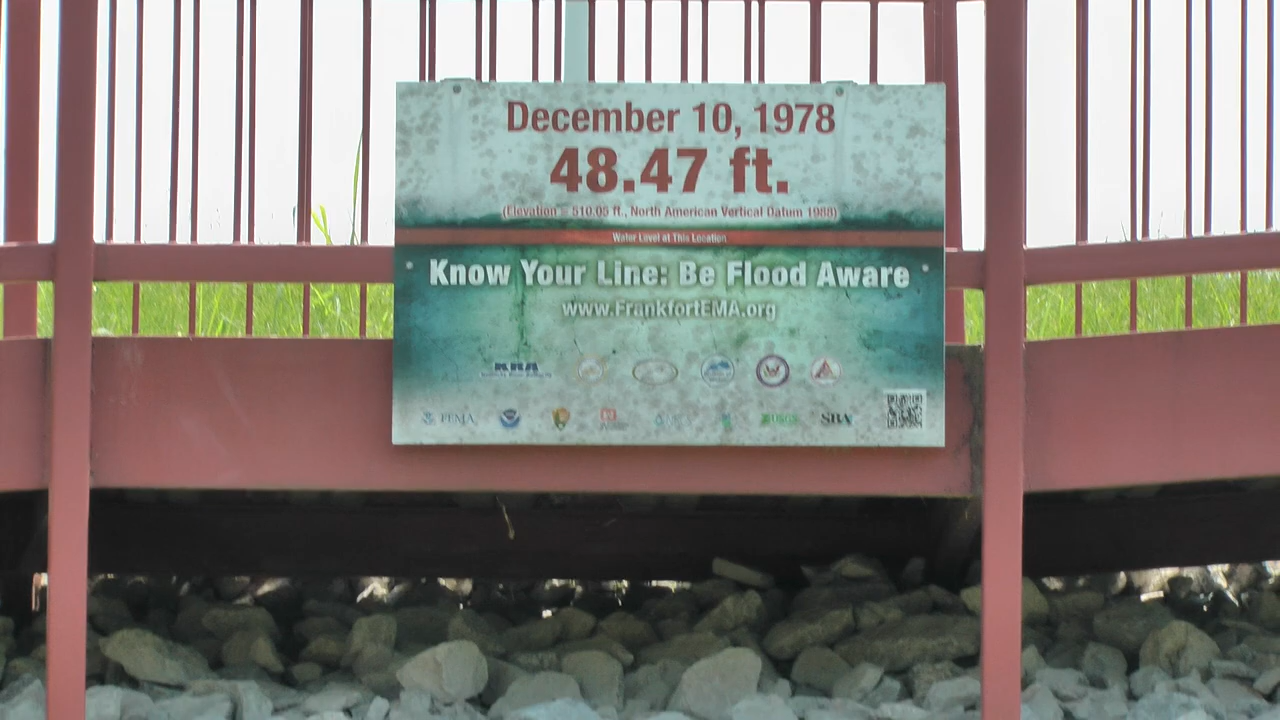 December 10, 1978
48.47 ft.
(Elevation = 510.05 ft., North American Vertical Datum 1988)
Water Level at This Location
Know Your Line: Be Flood Aware
www.FrankfortEMA.org
KRA
FEMA
USGS
SBA